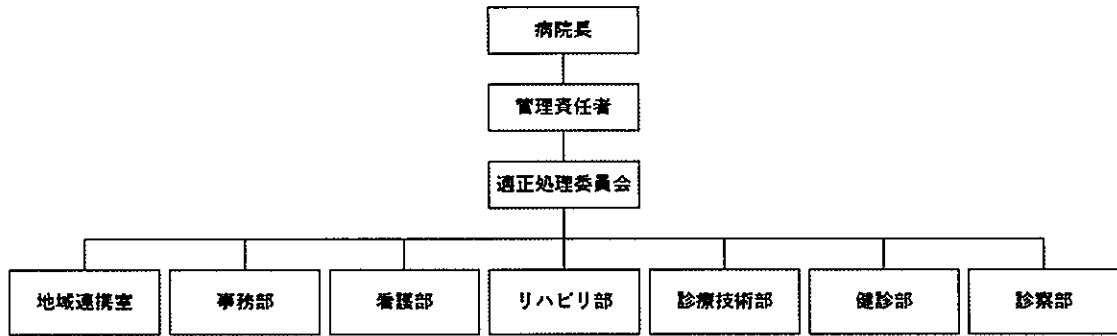 病院長
管理責任者
適正処理委員会
地域連携室
事務部
看護部
リハビリ部
診療技術部
健診部
診察部